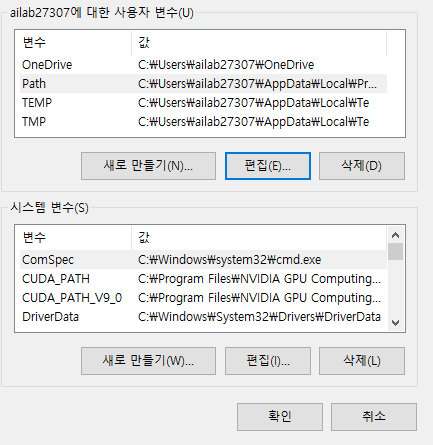 ailab27307에 대한 사용자 변수(U)
변수 값
OneDrive C:₩Users₩ailab27307₩OneDrive
Path C:₩Users₩ailab27307₩AppData₩Local₩Pr...
TEMP C:₩Users₩ailab27307₩AppData₩Local₩Te
TMP C:₩Users₩ailab27307₩AppData₩Local₩Te
새로 만들기(N)... 편집(E)... 삭제(D)
시스템 변수(S)
변수 값
ComSpec C:₩Windows₩system32₩cmd.exe
CUDA_PATH C:₩Program Files₩NVIDIA GPU Computing...
CUDA_PATH_V9_0 C:₩Program Files₩NVIDIA GPU Computing...
DriverData C:₩Windows₩System32₩Drivers₩DriverData
새로 만들기(W)... 편집(I)... 삭제(L)
확인 취소